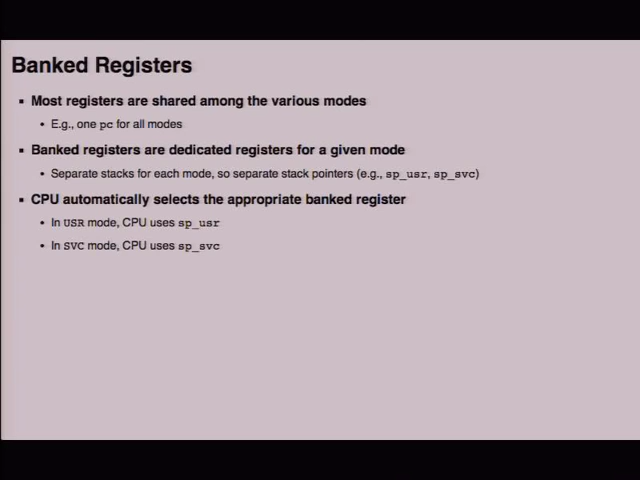 Banked Registers
▪ Most registers are shared among the various modes
• E.g., one pc for all modes
▪ Banked registers are dedicated registers for a given mode
• Separate stacks for each mode, so separate stack pointers (e.g., sp_usr, sp_svc)
▪ CPU automatically selects the appropriate banked register
• In USR mode, CPU uses sp_usr
• In SVC mode, CPU uses sp_svc